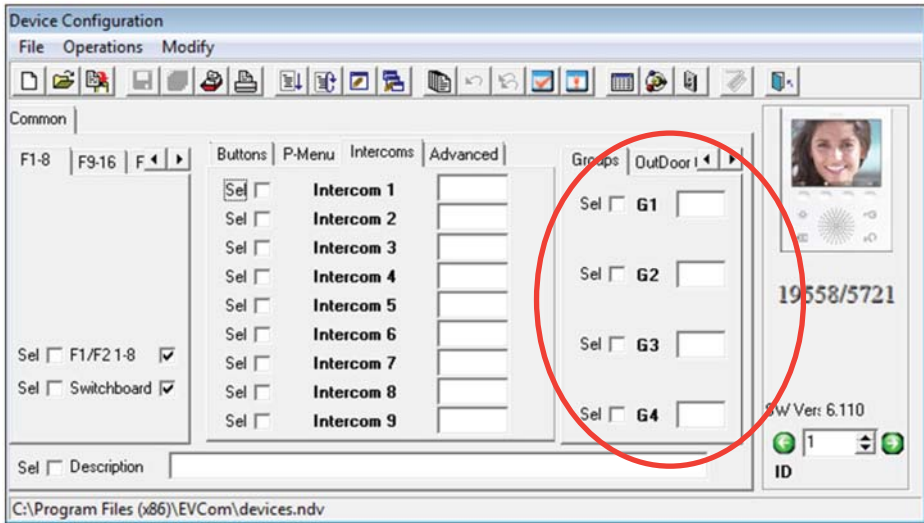 Device Configuration
File Operations Modify
Common
F1-8 F9-16 F
Buttons P-Menu Intercoms Advanced
Groups OutDoor
Sel Intercom 1
Sel Intercom 2
Sel Intercom 3
Sel Intercom 4
Sel Intercom 5
Sel Intercom 6
Sel Intercom 7
Sel Intercom 8
Sel Intercom 9
Sel G1
Sel G2
Sel G3
Sel G4
Sel F1/F2 1-8
Sel Switchboard
Sel Description
19558/5721
SW Ver: 6.110
1
ID
C:\Program Files (x86)\EVCom\devices.ndv